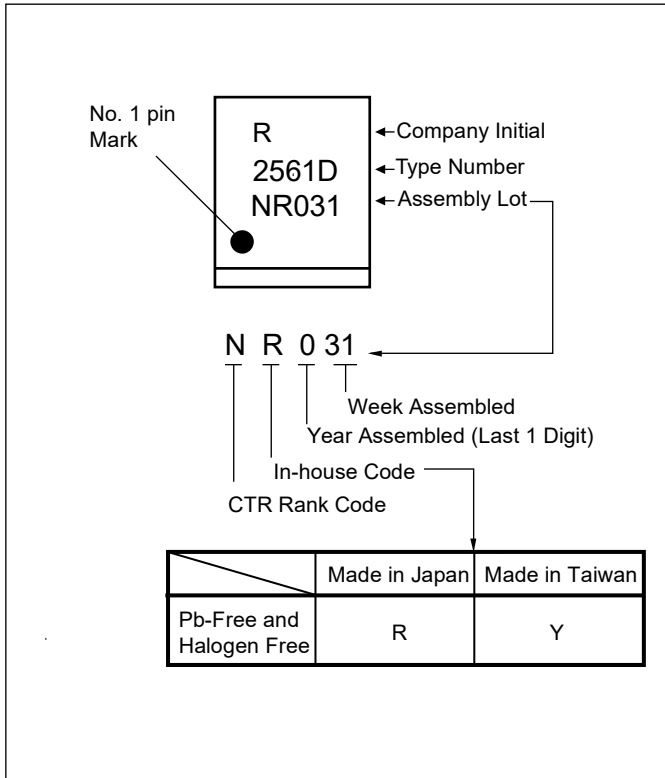 No. 1 pin
Mark
R
2561D
NR031
Company Initial
Type Number
Assembly Lot
N R 0 31
Week Assembled
Year Assembled (Last 1 Digit)
In-house Code
CTR Rank Code
Made in Japan Made in Taiwan
Pb-Free and
Halogen Free
R Y